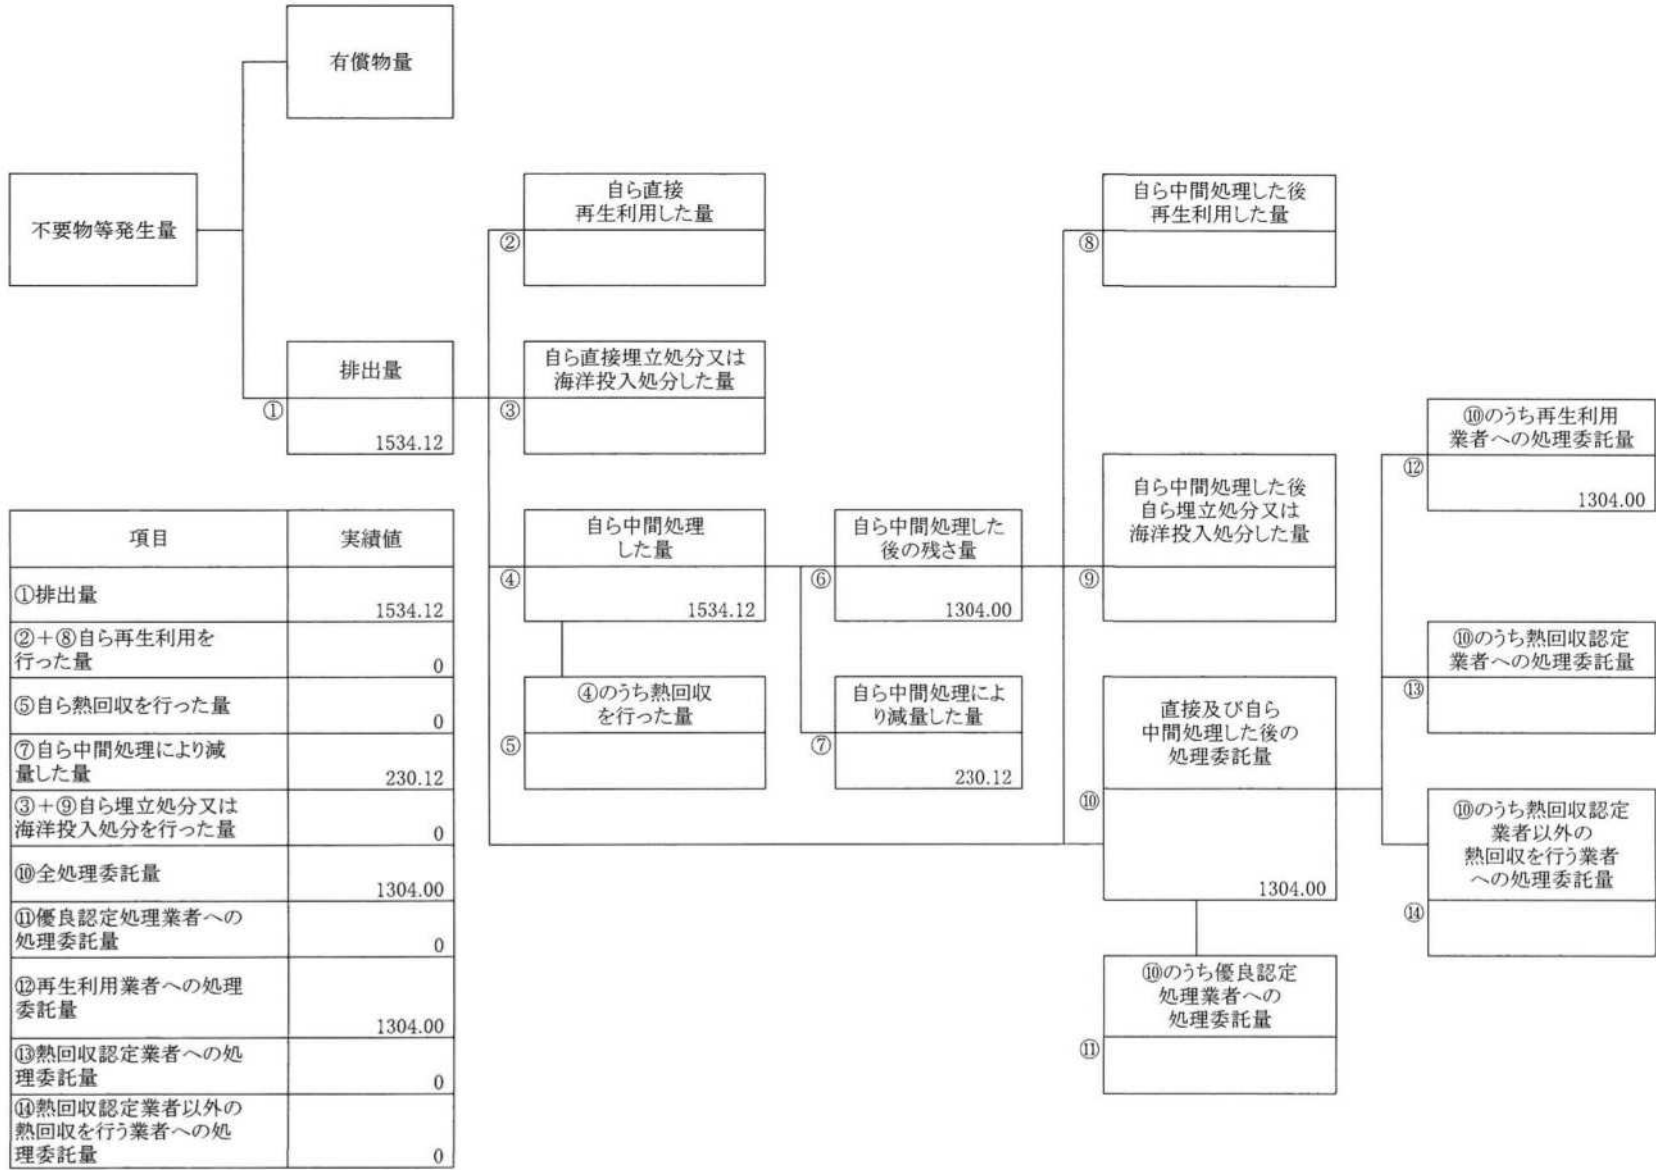 有償物量
不要物等発生量
自ら直接
再生利用した量
②
自ら中間処理した後
再生利用した量
⑧
排出量
①
1534.12
自ら直接埋立処分又は
海洋投入処分した量
③
⑩のうち再生利用
業者への処理委託量
⑫
1304.00
自ら中間処理した後
自ら埋立処分又は
海洋投入処分した量
⑨
自ら中間処理
した量
④
1534.12
自ら中間処理した
後の残さ量
⑥
1304.00
⑩のうち熱回収認定
業者への処理委託量
⑬
④のうち熱回収
を行った量
⑤
自ら中間処理によ
り減量した量
⑦
230.12
直接及び自ら
中間処理した後の
処理委託量
⑩
1304.00
⑩のうち熱回収認定
業者以外の
熱回収を行う業者
への処理委託量
⑭
⑩のうち優良認定
処理業者への
処理委託量
⑪
項目
実績値
①排出量
1534.12
②+⑧自ら再生利用を
行った量
0
⑤自ら熱回収を行った量
0
⑦自ら中間処理により減
量した量
230.12
③+⑨自ら埋立処分又は
海洋投入処分を行った量
0
⑩全処理委託量
1304.00
⑪優良認定処理業者への
処理委託量
0
⑫再生利用業者への処理
委託量
1304.00
⑬熱回収認定業者への処
理委託量
0
⑭熱回収認定業者以外の
熱回収を行う業者への処
理委託量
0